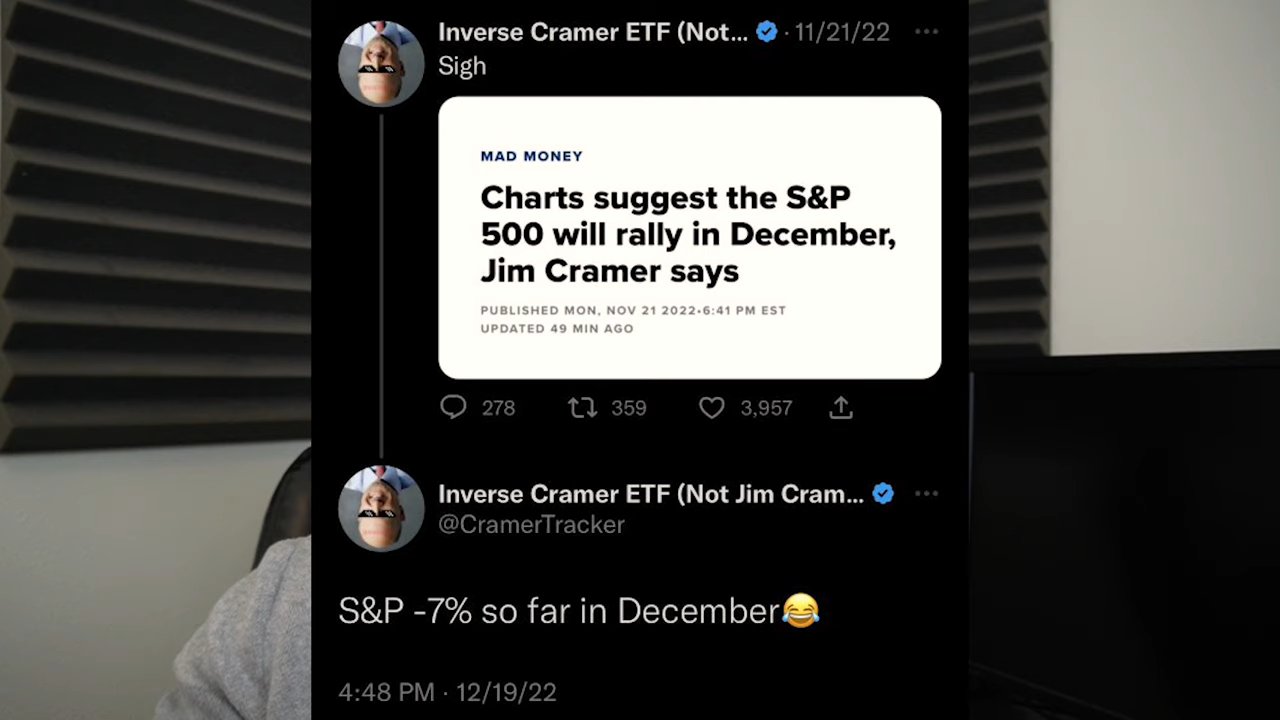 Inverse Cramer ETF (Not... · 11/21/22
Sigh
MAD MONEY
Charts suggest the S&P
500 will rally in December,
Jim Cramer says
PUBLISHED MON, NOV 21 2022•6:41 PM EST
UPDATED 49 MIN AGO
278 359 3,957
Inverse Cramer ETF (Not Jim Cram...
@CramerTracker
S&P -7% so far in December😂
4:48 PM · 12/19/22